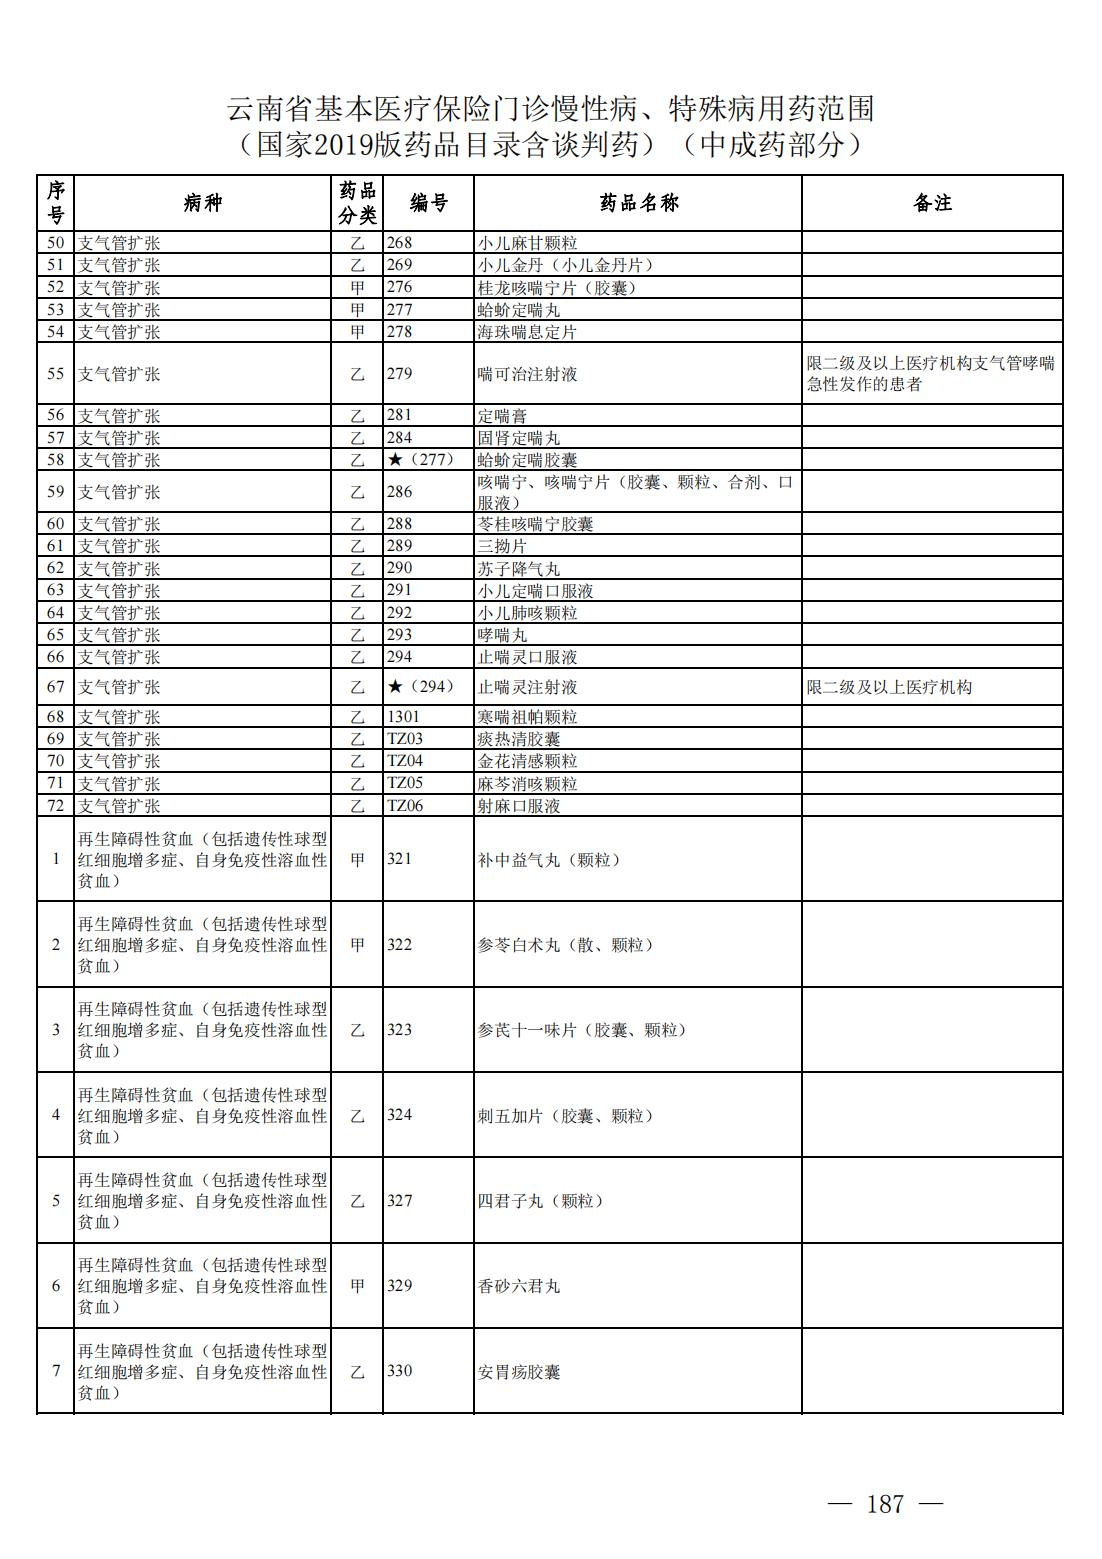 云南省基本医疗保险门诊慢性病、特殊病用药范围
（国家2019版药品目录含谈判药）（中成药部分）
序号 病种 药品分类 编号 药品名称 备注
50 支气管扩张 乙 268 小儿麻甘颗粒
51 支气管扩张 乙 269 小儿金丹（小儿金丹片）
52 支气管扩张 甲 276 桂龙咳喘宁片（胶囊）
53 支气管扩张 甲 277 蛤蚧定喘丸
54 支气管扩张 甲 278 海珠喘息定片
55 支气管扩张 乙 279 喘可治注射液 限二级及以上医疗机构支气管哮喘
急性发作的患者
56 支气管扩张 乙 281 定喘膏
57 支气管扩张 乙 284 固肾定喘丸
58 支气管扩张 乙 ★（277） 蛤蚧定喘胶囊
59 支气管扩张 乙 286 咳喘宁、咳喘宁片（胶囊、颗粒、合剂、口
服液）
60 支气管扩张 乙 288 苓桂咳喘宁胶囊
61 支气管扩张 乙 289 三拗片
62 支气管扩张 乙 290 苏子降气丸
63 支气管扩张 乙 291 小儿定喘口服液
64 支气管扩张 乙 292 小儿肺咳颗粒
65 支气管扩张 乙 293 哮喘丸
66 支气管扩张 乙 294 止喘灵口服液
67 支气管扩张 乙 ★（294） 止喘灵注射液 限二级及以上医疗机构
68 支气管扩张 乙 1301 寒喘祖帕颗粒
69 支气管扩张 乙 TZ03 痰热清胶囊
70 支气管扩张 乙 TZ04 金花清感颗粒
71 支气管扩张 乙 TZ05 麻芩消咳颗粒
72 支气管扩张 乙 TZ06 射麻口服液
再生障碍性贫血（包括遗传性球型
1 红细胞增多症、自身免疫性溶血性 甲 321 补中益气丸（颗粒）
贫血）
再生障碍性贫血（包括遗传性球型
2 红细胞增多症、自身免疫性溶血性 甲 322 参苓白术丸（散、颗粒）
贫血）
再生障碍性贫血（包括遗传性球型
3 红细胞增多症、自身免疫性溶血性 乙 323 参芪十一味片（胶囊、颗粒）
贫血）
再生障碍性贫血（包括遗传性球型
4 红细胞增多症、自身免疫性溶血性 乙 324 刺五加片（胶囊、颗粒）
贫血）
再生障碍性贫血（包括遗传性球型
5 红细胞增多症、自身免疫性溶血性 乙 327 四君子丸（颗粒）
贫血）
再生障碍性贫血（包括遗传性球型
6 红细胞增多症、自身免疫性溶血性 甲 329 香砂六君丸
贫血）
再生障碍性贫血（包括遗传性球型
7 红细胞增多症、自身免疫性溶血性 乙 330 安胃疡胶囊
贫血）
— 187 —